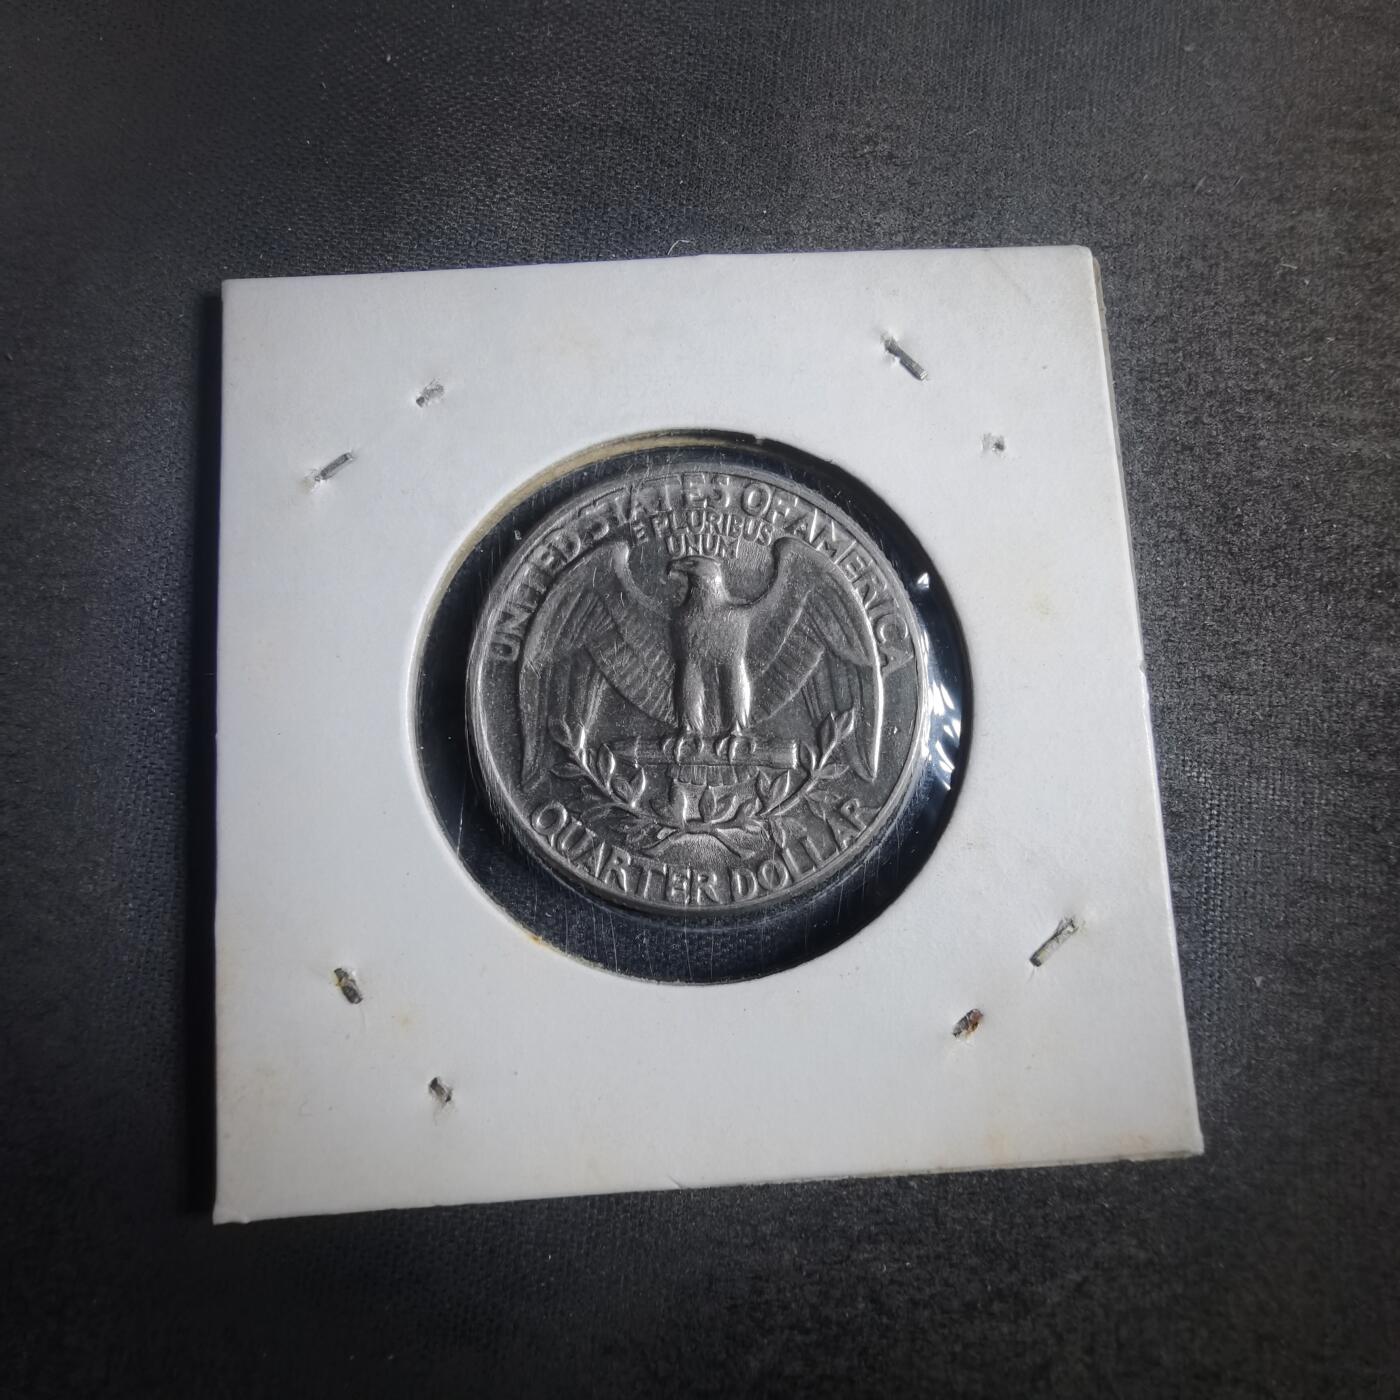 UNITED STATES OF AMERICA
E PLURIBUS
UNUM
QUARTER DOLLAR